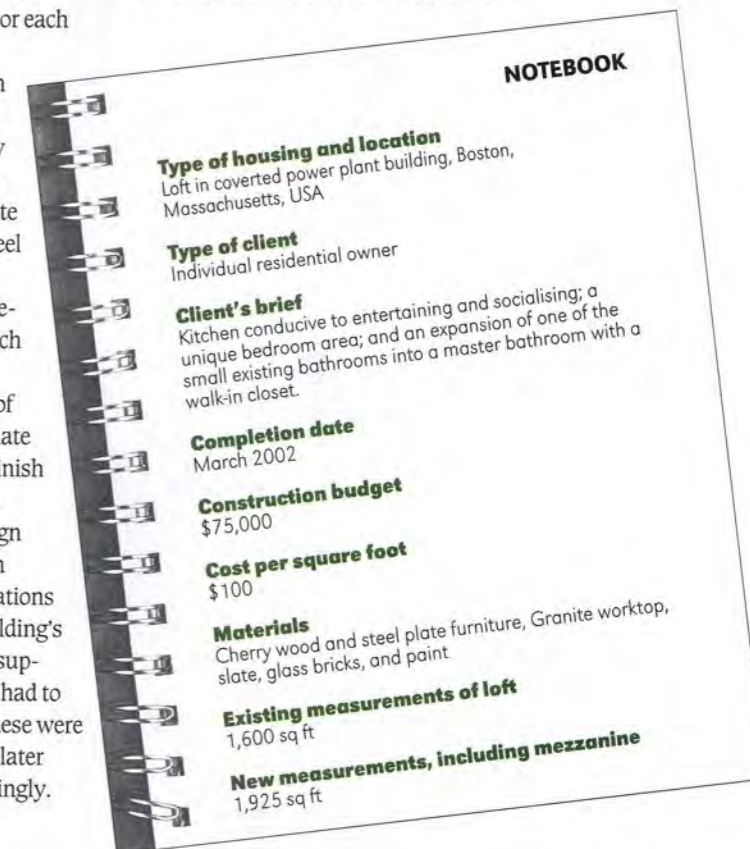 or each
n
y
te
eel
e-
ch
of
ate
nish
-
gn
n
ations
lding's
sup-
had to
ese were
later
ingly.
NOTEBOOK
Type of housing and location
Loft in coverted power plant building, Boston,
Massachusetts, USA
Type of client
Individual residential owner
Client's brief
Kitchen conducive to entertaining and socialising; a
unique bedroom area; and an expansion of one of the
small existing bathrooms into a master bathroom with a
walk-in closet.
Completion date
March 2002
Construction budget
$75,000
Cost per square foot
$100
Materials
Cherry wood and steel plate furniture, Granite worktop,
slate, glass bricks, and paint
Existing measurements of loft
1,600 sq ft
New measurements, including mezzanine
1,925 sq ft